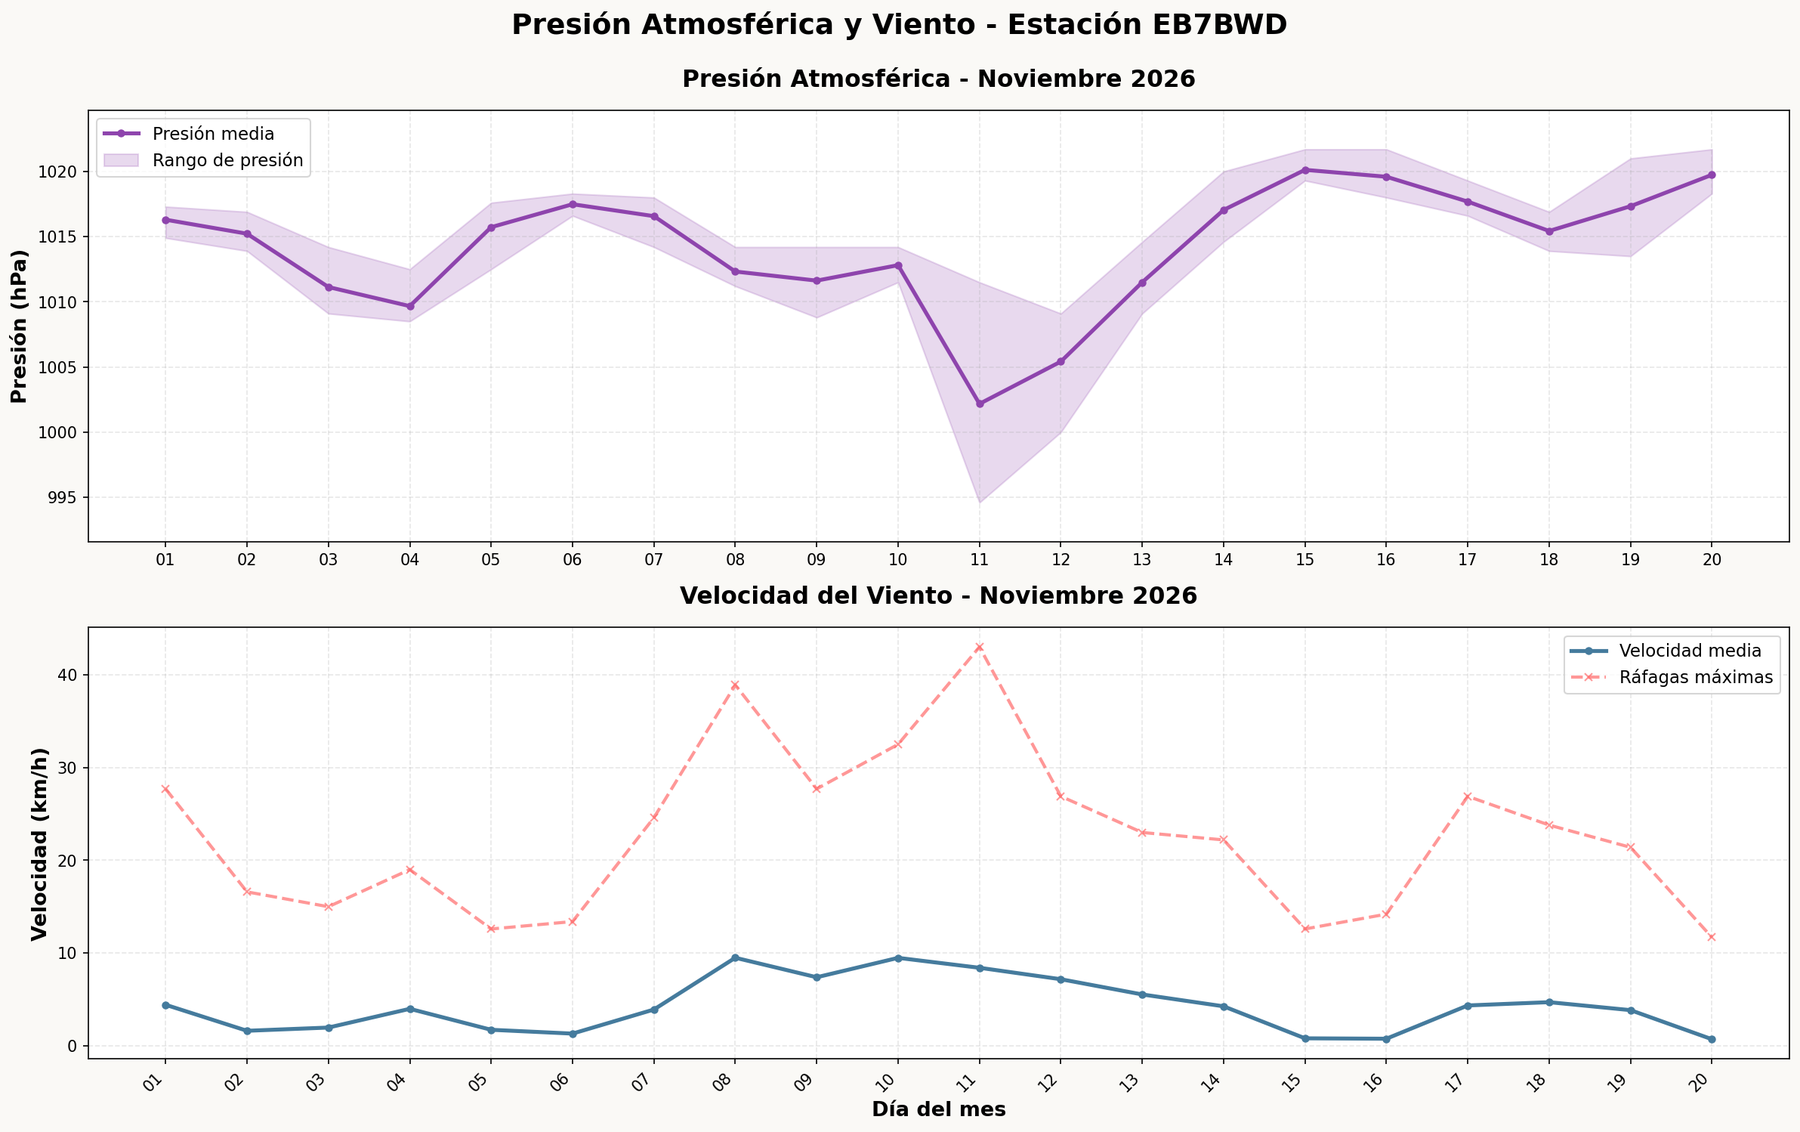 Presión Atmosférica y Viento - Estación EB7BWD
Presión Atmosférica - Noviembre 2026
Presión media
Rango de presión
Presión (hPa)
1020
1015
1010
1005
1000
995
01 02 03 04 05 06 07 08 09 10 11 12 13 14 15 16 17 18 19 20
Velocidad del Viento - Noviembre 2026
Velocidad media
Ráfagas máximas
Velocidad (km/h)
40
30
20
10
0
01 02 03 04 05 06 07 08 09 10 11 12 13 14 15 16 17 18 19 20
Día del mes